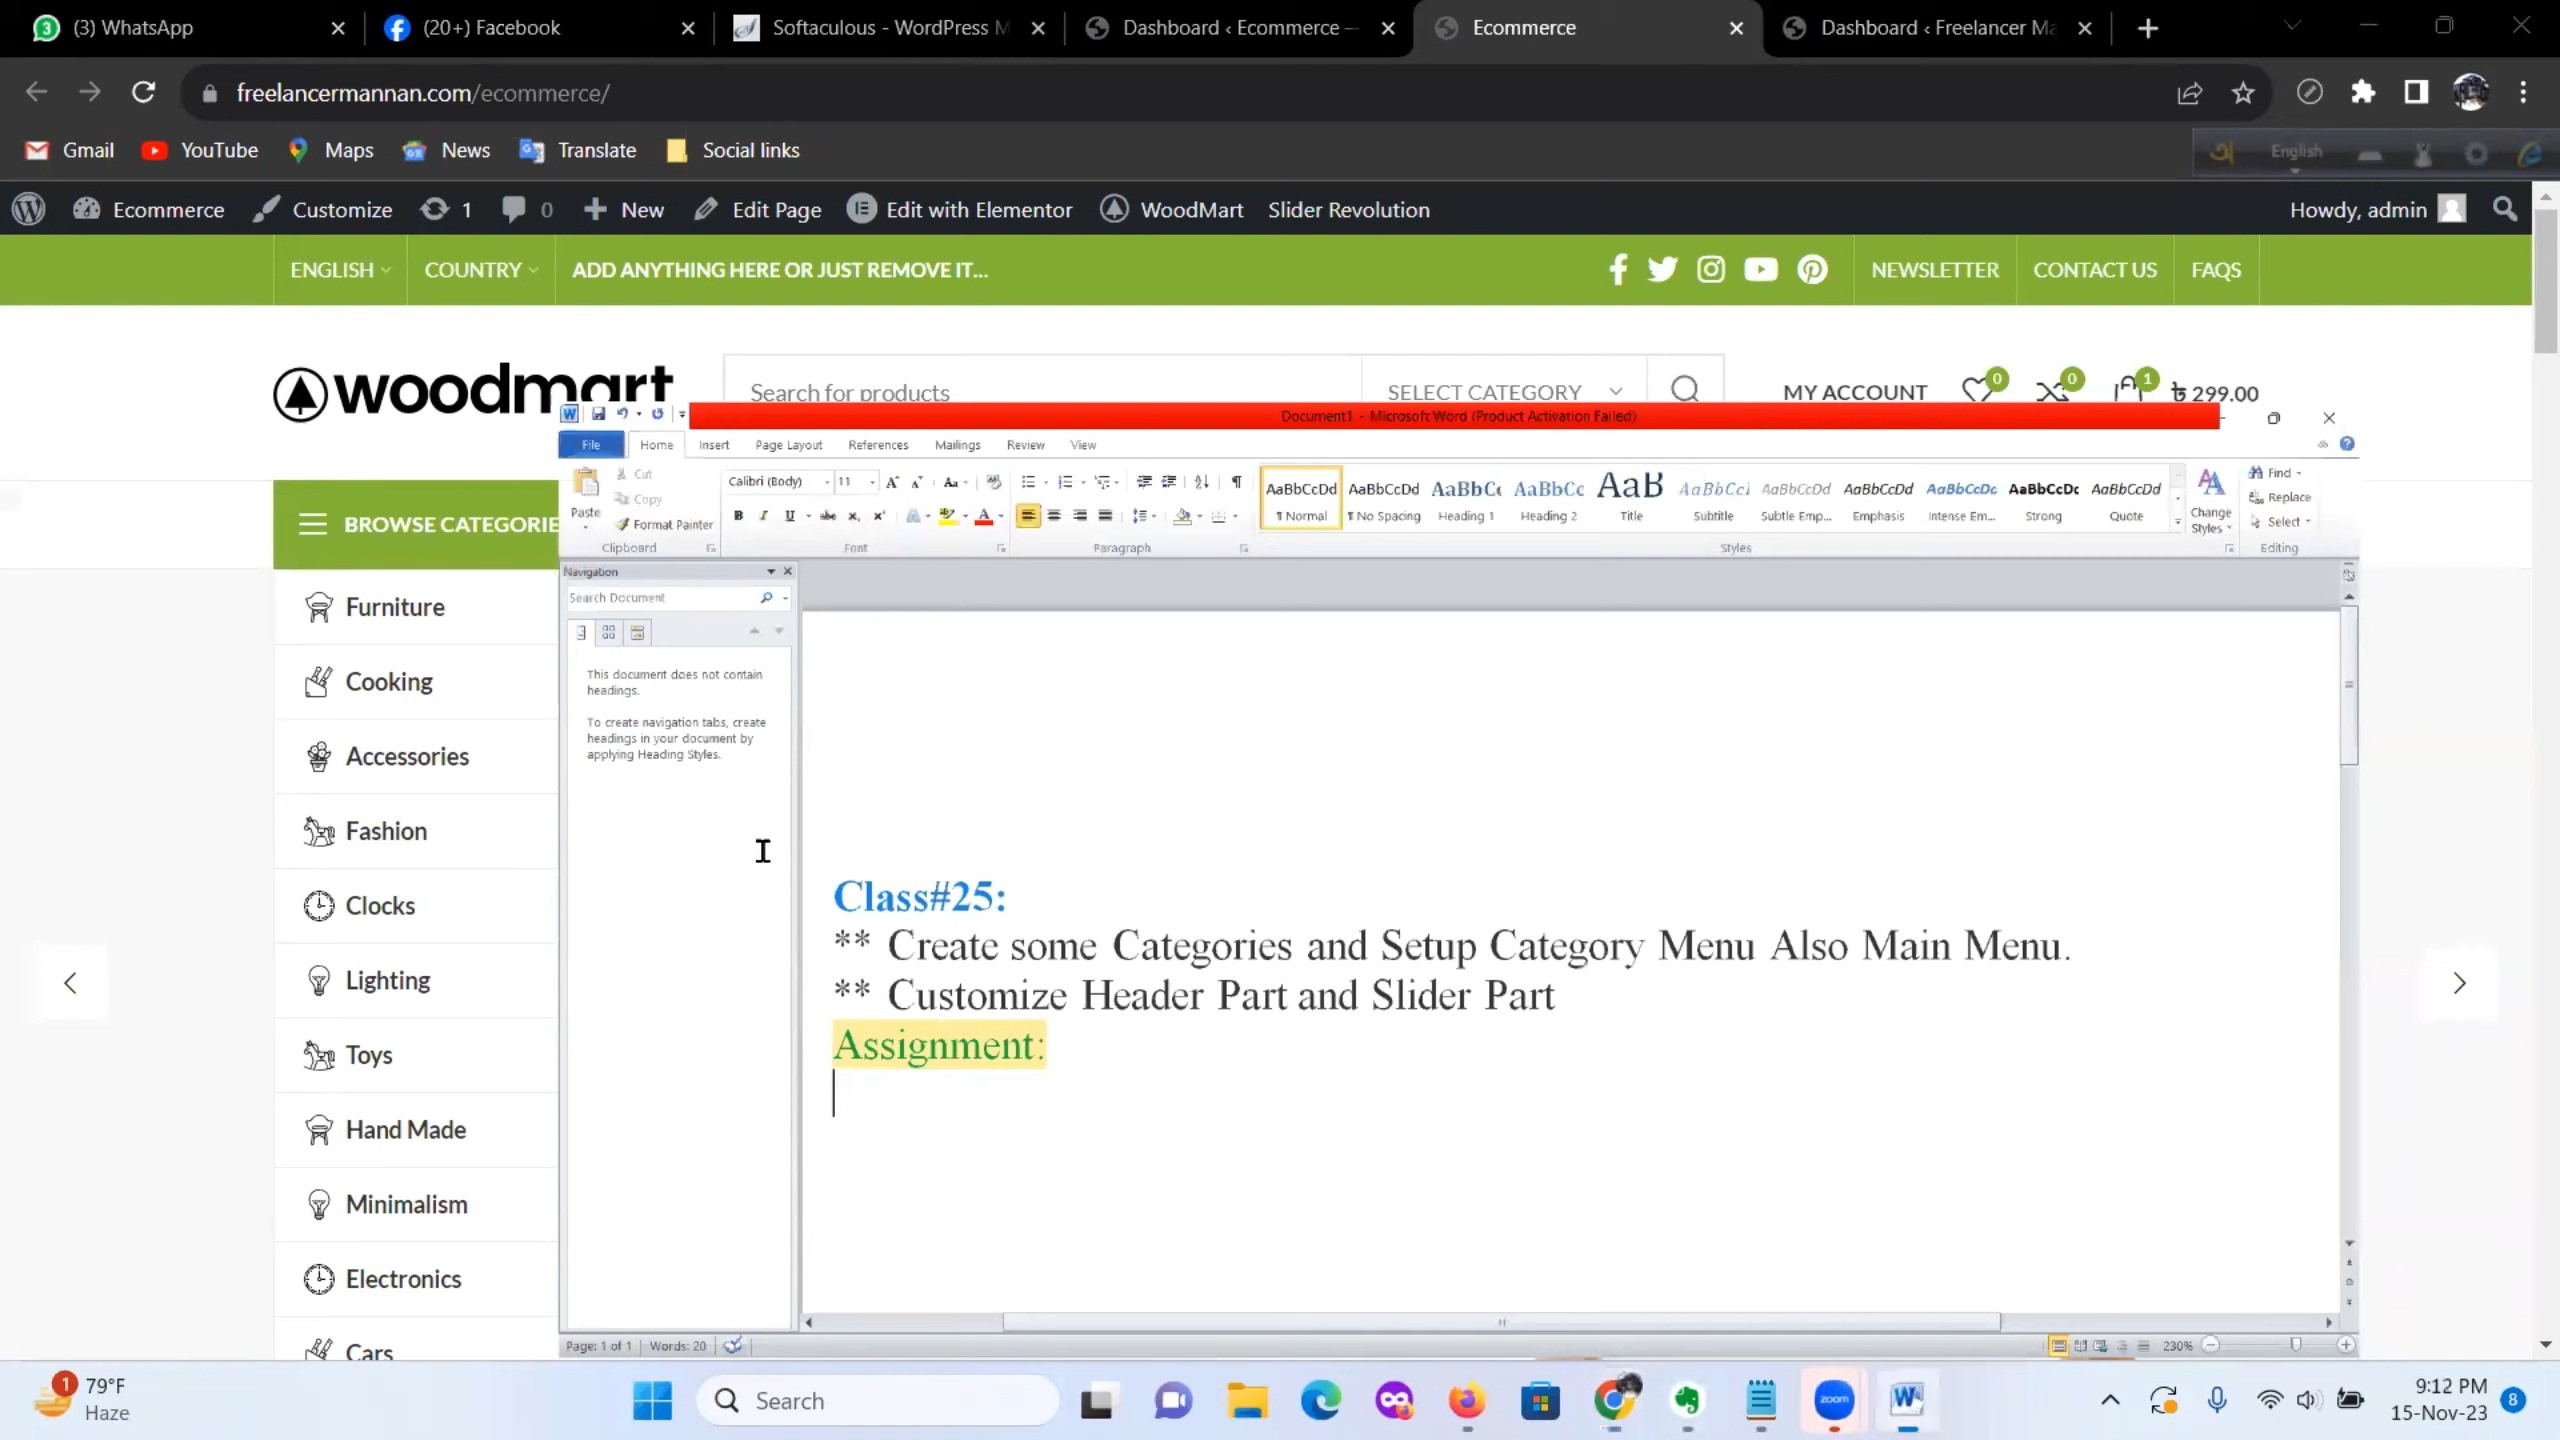 (3) WhatsApp
(20+) Facebook
Softaculous - WordPress M
Dashboard ‹ Ecommerce —
Ecommerce
Dashboard ‹ Freelancer Ma
freelancermannan.com/ecommerce/
Gmail
YouTube
Maps
News
Translate
Social links
English
Ecommerce
Customize
1
0
New
Edit Page
Edit with Elementor
WoodMart
Slider Revolution
Howdy, admin
ENGLISH
COUNTRY
ADD ANYTHING HERE OR JUST REMOVE IT...
NEWSLETTER
CONTACT US
FAQS
woodmart
Search for products
SELECT CATEGORY
MY ACCOUNT
0
0
1
৳ 299.00
Document1 - Microsoft Word (Product Activation Failed)
File
Home
Insert
Page Layout
References
Mailings
Review
View
Paste
Cut
Copy
Format Painter
Clipboard
Calibri (Body)
11
Font
Paragraph
AaBbCcDd
¶ Normal
AaBbCcDd
¶ No Spacing
AaBbCc
Heading 1
AaBbCc
Heading 2
AaB
Title
AaBbCcI
Subtitle
AaBbCcDd
Subtle Emp...
AaBbCcDd
Emphasis
AaBbCcDc
Intense Em...
AaBbCcDc
Strong
AaBbCcDd
Quote
Styles
Change
Styles
Find
Replace
Select
Editing
BROWSE CATEGORIE
Furniture
Cooking
Accessories
Fashion
Clocks
Lighting
Toys
Hand Made
Minimalism
Electronics
Cars
Navigation
Search Document
This document does not contain
headings.
To create navigation tabs, create
headings in your document by
applying Heading Styles.
Class#25:
** Create some Categories and Setup Category Menu Also Main Menu.
** Customize Header Part and Slider Part
Assignment:
Page: 1 of 1
Words: 20
230%
1
79°F
Haze
Search
zoom
9:12 PM
15-Nov-23
8